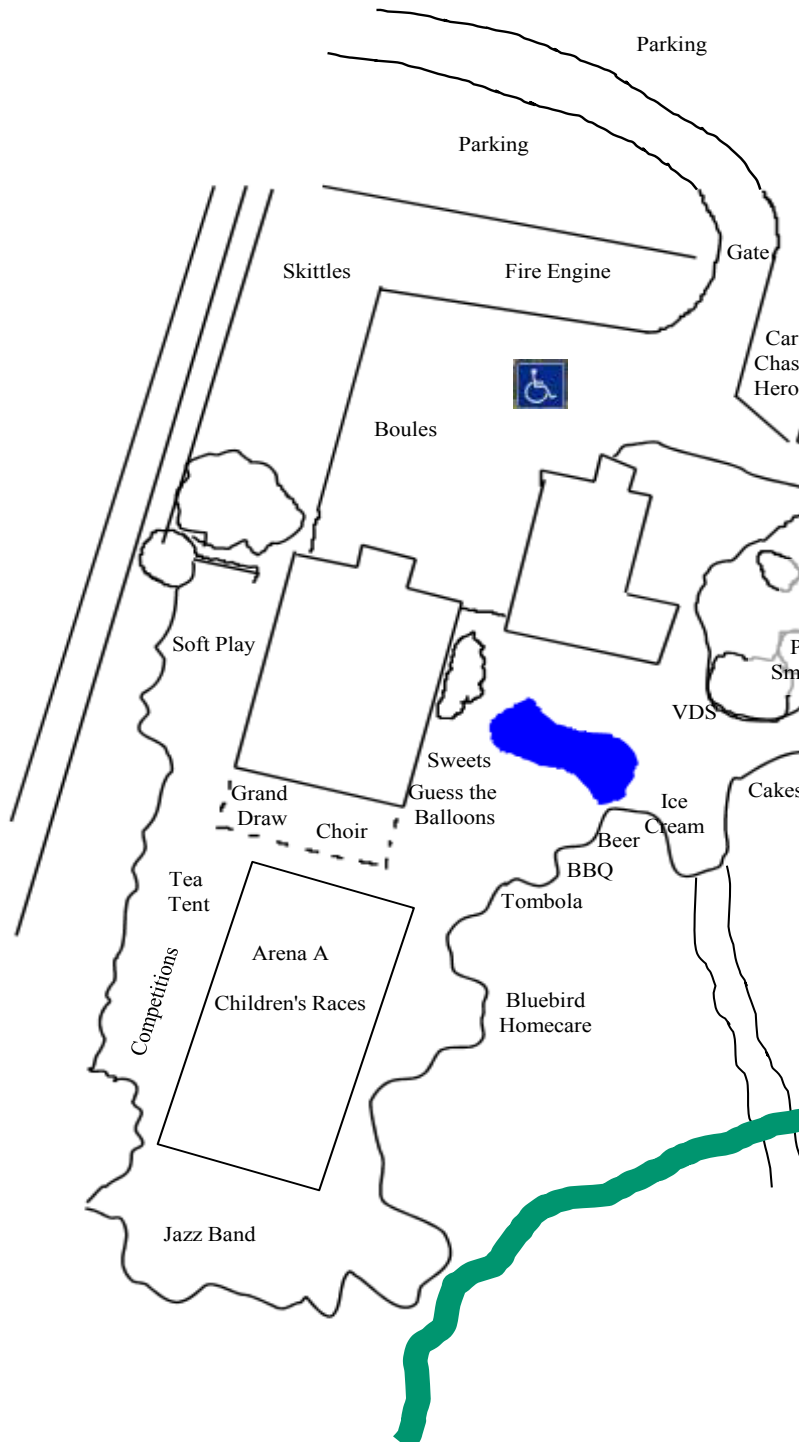 Parking
Parking
Gate
Skittles
Fire Engine
Car
Boules
Soft Play
VDS
Sweets
Grand
Draw
Choir
Guess the
Balloons
Ice
Cream
Cakes
Beer
BBQ
Tombola
Tea
Tent
Competitions
Arena A
Children's Races
Bluebird
Homecare
Jazz Band